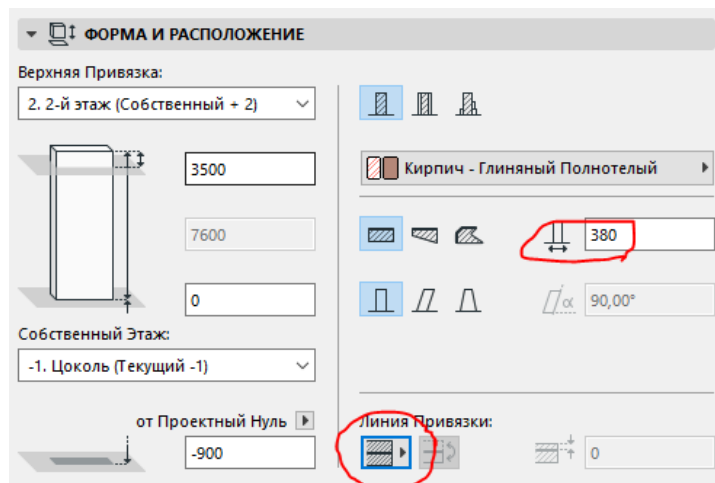 ФОРМА И РАСПОЛОЖЕНИЕ
Верхняя Привязка:
2. 2-й этаж (Собственный + 2)
3500
Кирпич - Глиняный Полнотелый
7600
380
0
α 90,00°
Собственный Этаж:
-1. Цоколь (Текущий -1)
от Проектный Нуль
Линия Привязки:
-900
0